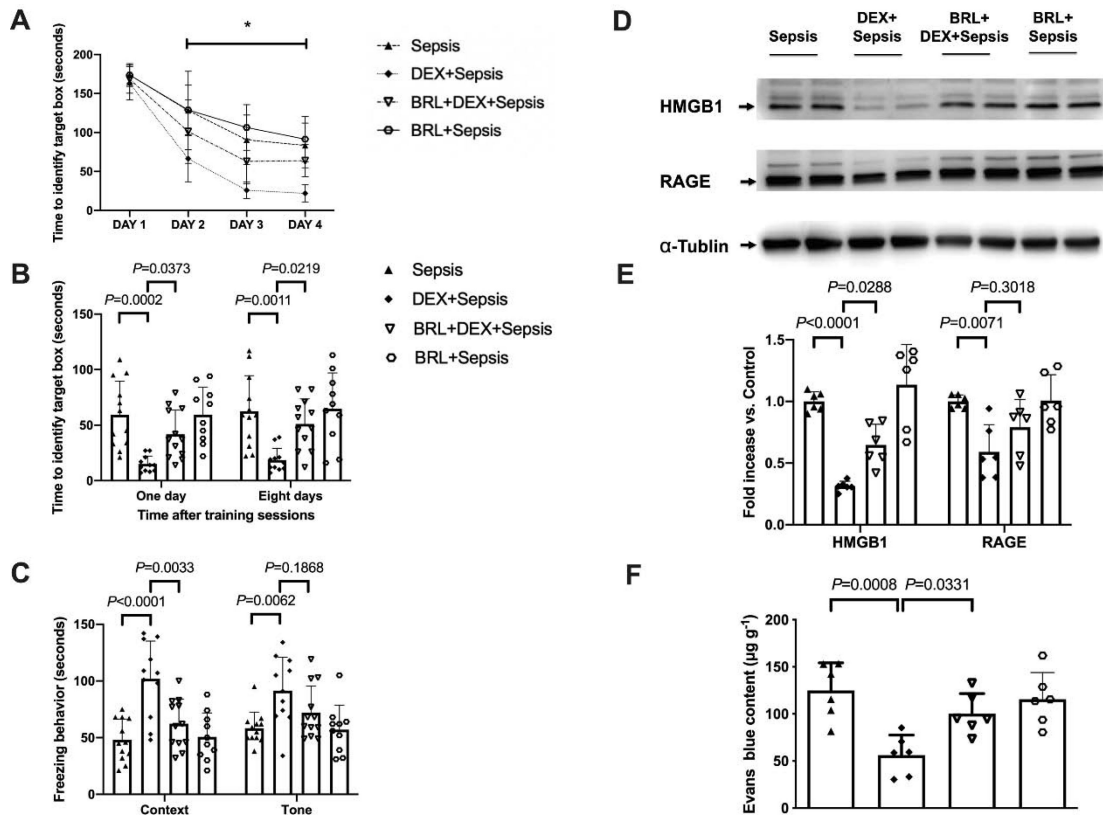 A
Time to identify target box (seconds)
200
150
100
50
0
DAY 1 DAY 2 DAY 3 DAY 4
*
Sepsis
DEX+Sepsis
BRL+DEX+Sepsis
BRL+Sepsis
B
Time to identify target box (seconds)
P=0.0373
P=0.0002
P=0.0219
P=0.0011
150
100
50
0
One day Eight days
Time after training sessions
Sepsis
DEX+Sepsis
BRL+DEX+Sepsis
BRL+Sepsis
C
Freezing behavior (seconds)
P=0.0033
P<0.0001
P=0.1868
P=0.0062
150
100
50
0
Context Tone
D
Sepsis
DEX+
Sepsis
BRL+
DEX+Sepsis
BRL+
Sepsis
HMGB1
RAGE
α-Tublin
E
Fold incease vs. Control
P=0.0288
P<0.0001
P=0.3018
P=0.0071
1.5
1.0
0.5
0.0
HMGB1 RAGE
F
Evans blue content (µg g-1)
P=0.0008 P=0.0331
200
150
100
50
0